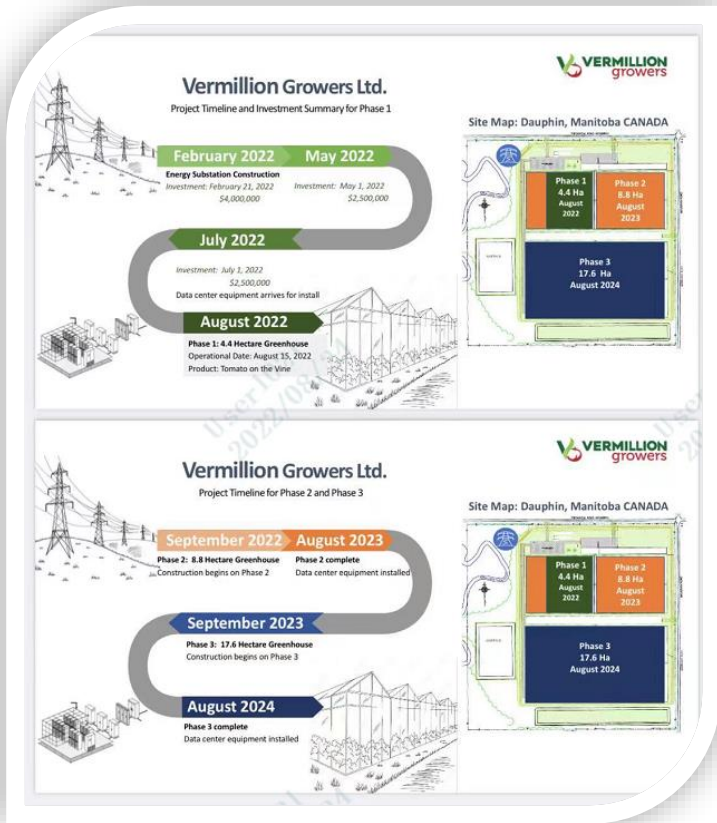 VERMILLION
growers
Vermillion Growers Ltd.
Project Timeline and Investment Summary for Phase 1
Site Map: Dauphin, Manitoba CANADA
February 2022
May 2022
Energy Substation Construction
Investment: February 21, 2022
$4,000,000
Investment: May 1, 2022
$2,500,000
July 2022
Investment: July 1, 2022
$2,500,000
Data center equipment arrives for install
August 2022
Phase 1: 4.4 Hectare Greenhouse
Operational Date: August 15, 2022
Product: Tomato on the Vine
Phase 1
4.4 Ha
August
2022
Phase 2
8.8 Ha
August
2023
Phase 3
17.6 Ha
August 2024
2022/08/
VERMILLION
growers
Vermillion Growers Ltd.
Project Timeline for Phase 2 and Phase 3
Site Map: Dauphin, Manitoba CANADA
September 2022
August 2023
Phase 2: 8.8 Hectare Greenhouse
Construction begins on Phase 2
Phase 2 complete
Data center equipment installed
September 2023
Phase 3: 17.6 Hectare Greenhouse
Construction begins on Phase 3
August 2024
Phase 3 complete
Data center equipment installed
Phase 1
4.4 Ha
August
2022
Phase 2
8.8 Ha
August
2023
Phase 3
17.6 Ha
August 2024